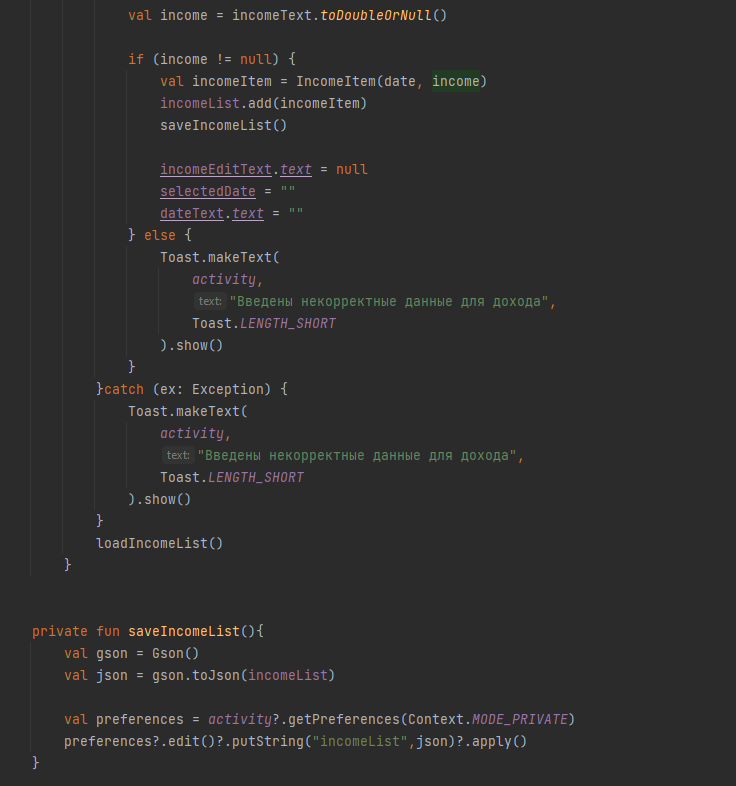 val income = incomeText.toDoubleOrNull()
if (income != null) {
val incomeItem = IncomeItem(date, income)
incomeList.add(incomeItem)
saveIncomeList()
incomeEditText.text = null
selectedDate = ""
dateText.text = ""
} else {
Toast.makeText(
activity,
text: "Введены некорректные данные для дохода",
Toast.LENGTH_SHORT
).show()
}
}catch (ex: Exception) {
Toast.makeText(
activity,
text: "Введены некорректные данные для дохода",
Toast.LENGTH_SHORT
).show()
}
loadIncomeList()
}
private fun saveIncomeList(){
val gson = Gson()
val json = gson.toJson(incomeList)
val preferences = activity?.getPreferences(Context.MODE_PRIVATE)
preferences?.edit()?.putString("incomeList",json)?.apply()
}